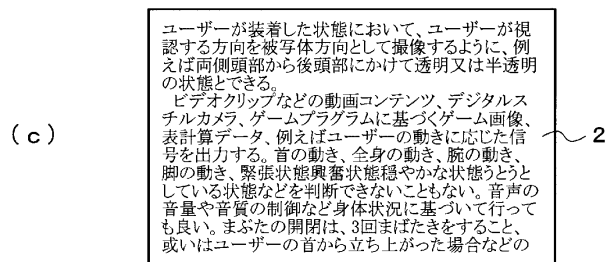 ユーザーが装着した状態において、ユーザーが視
認する方向を被写体方向として撮像するように、例
えば両側頭部から後頭部にかけて透明又は半透明
の状態とできる。
ビデオクリップなどの動画コンテンツ、デジタルス
チルカメラ、ゲームプラグラムに基づくゲーム画像、
表計算データ、例えばユーザーの動きに応じた信
号を出力する。首の動き、全身の動き、腕の動き、
脚の動き、緊張状態興奮状態穏やかな状態うとうと
している状態などを判断できないこともない。音声の
音量や音質の制御など身体状況に基づいて行って
も良い。まぶたの開閉は、3回まばたきをすること、
或いはユーザーの首から立ち上がった場合などの
(c)
2